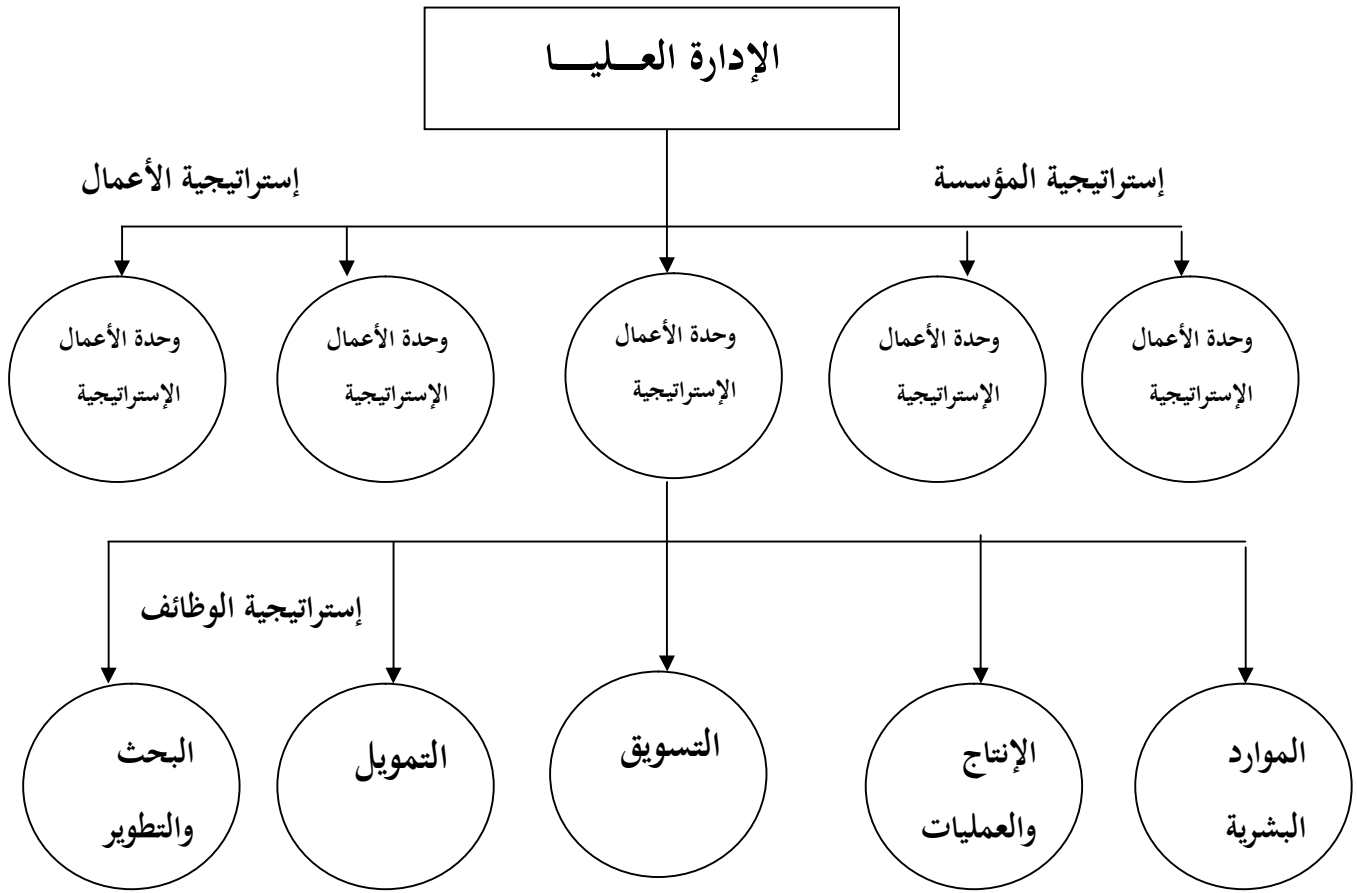 الإدارة العـــليـــــا
إستراتيجية المؤسسة
إستراتيجية الأعمال
وحدة الأعمال
الإستراتيجية
وحدة الأعمال
الإستراتيجية
وحدة الأعمال
الإستراتيجية
وحدة الأعمال
الإستراتيجية
وحدة الأعمال
الإستراتيجية
إستراتيجية الوظائف
الموارد
البشرية
الإنتاج
والعمليات
التسويق
التمويل
البحث
والتطوير